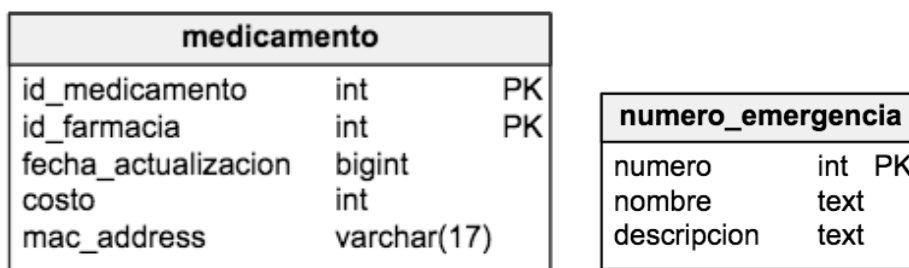 medicamento
id_medicamento int PK
id_farmacia int PK
fecha_actualizacion bigint
costo int
mac_address varchar(17)
numero_emergencia
numero int PK
nombre text
descripcion text